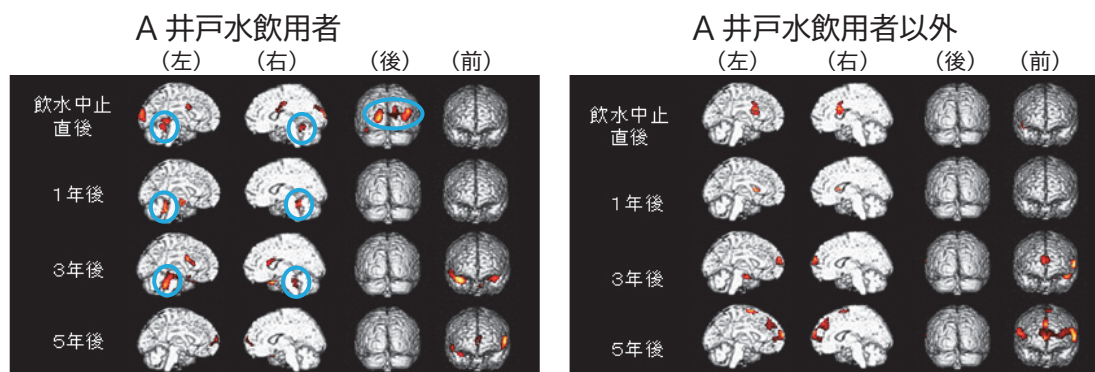 A 井戸水飲用者
（左）（右）（後）（前）
飲水中止
直後
1年後
3年後
5年後
A 井戸水飲用者以外
（左）（右）（後）（前）
飲水中止
直後
1年後
3年後
5年後